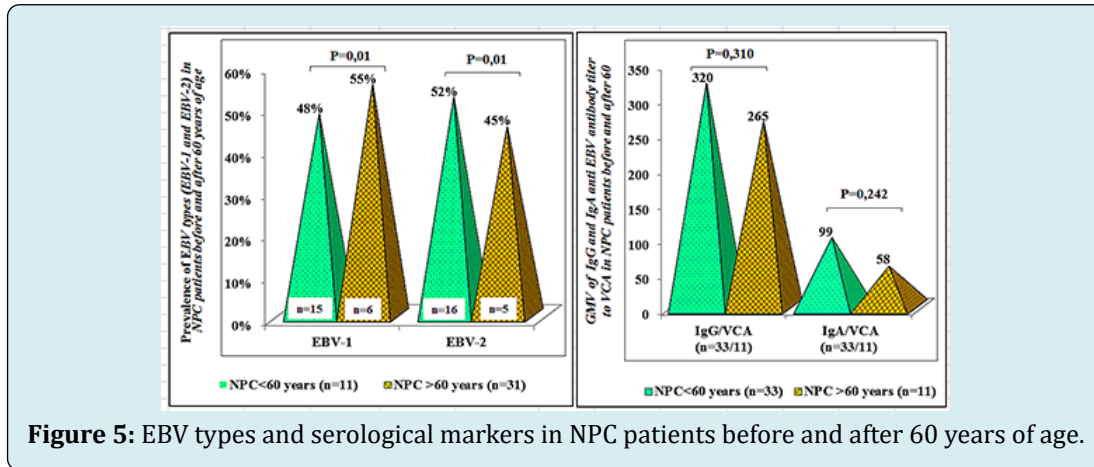 Prevalence of EBV types (EBV-1 and EBV-2) in
NPC patients before and after 60 years of age
60%
50%
40%
30%
20%
10%
0%
P=0,01
P=0,01
48%
55%
52%
45%
n=15
n=6
n=16
n=5
EBV-1
EBV-2
NPC<60 years (n=11)
NPC >60 years (n=31)
GMV of IgG and IgA anti EBV antibody titer
to VCA in NPC patients before and after 60
350
300
250
200
150
100
50
0
P=0,310
320
265
P=0,242
99
58
IgG/VCA
(n=33/11)
IgA/VCA
(n=33/11)
NPC<60 years (n=33)
NPC >60 years (n=11)
Figure 5: EBV types and serological markers in NPC patients before and after 60 years of age.